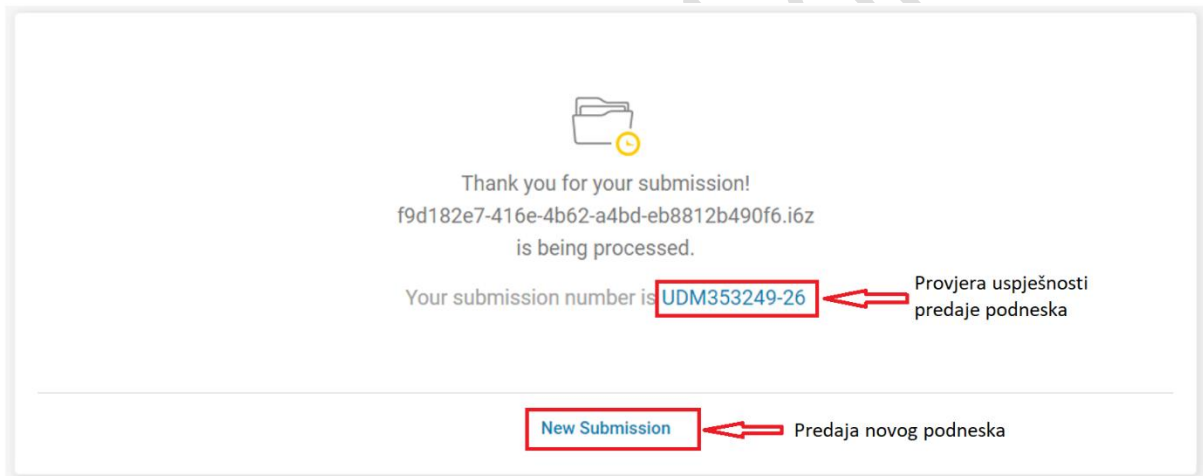 Thank you for your submission!
f9d182e7-416e-4b62-a4bd-eb8812b490f6.i6z
is being processed.
Your submission number is UDM353249-26
Provjera uspješnosti
predaje podneska
New Submission
Predaja novog podneska